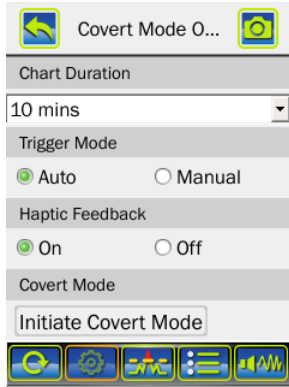 Covert Mode O...
Chart Duration
10 mins
Trigger Mode
Auto Manual
Haptic Feedback
On Off
Covert Mode
Initiate Covert Mode